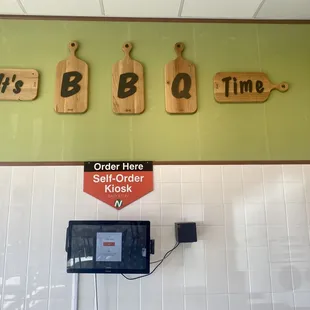 It's B B Q Time
Order Here
Self-Order
Kiosk
N